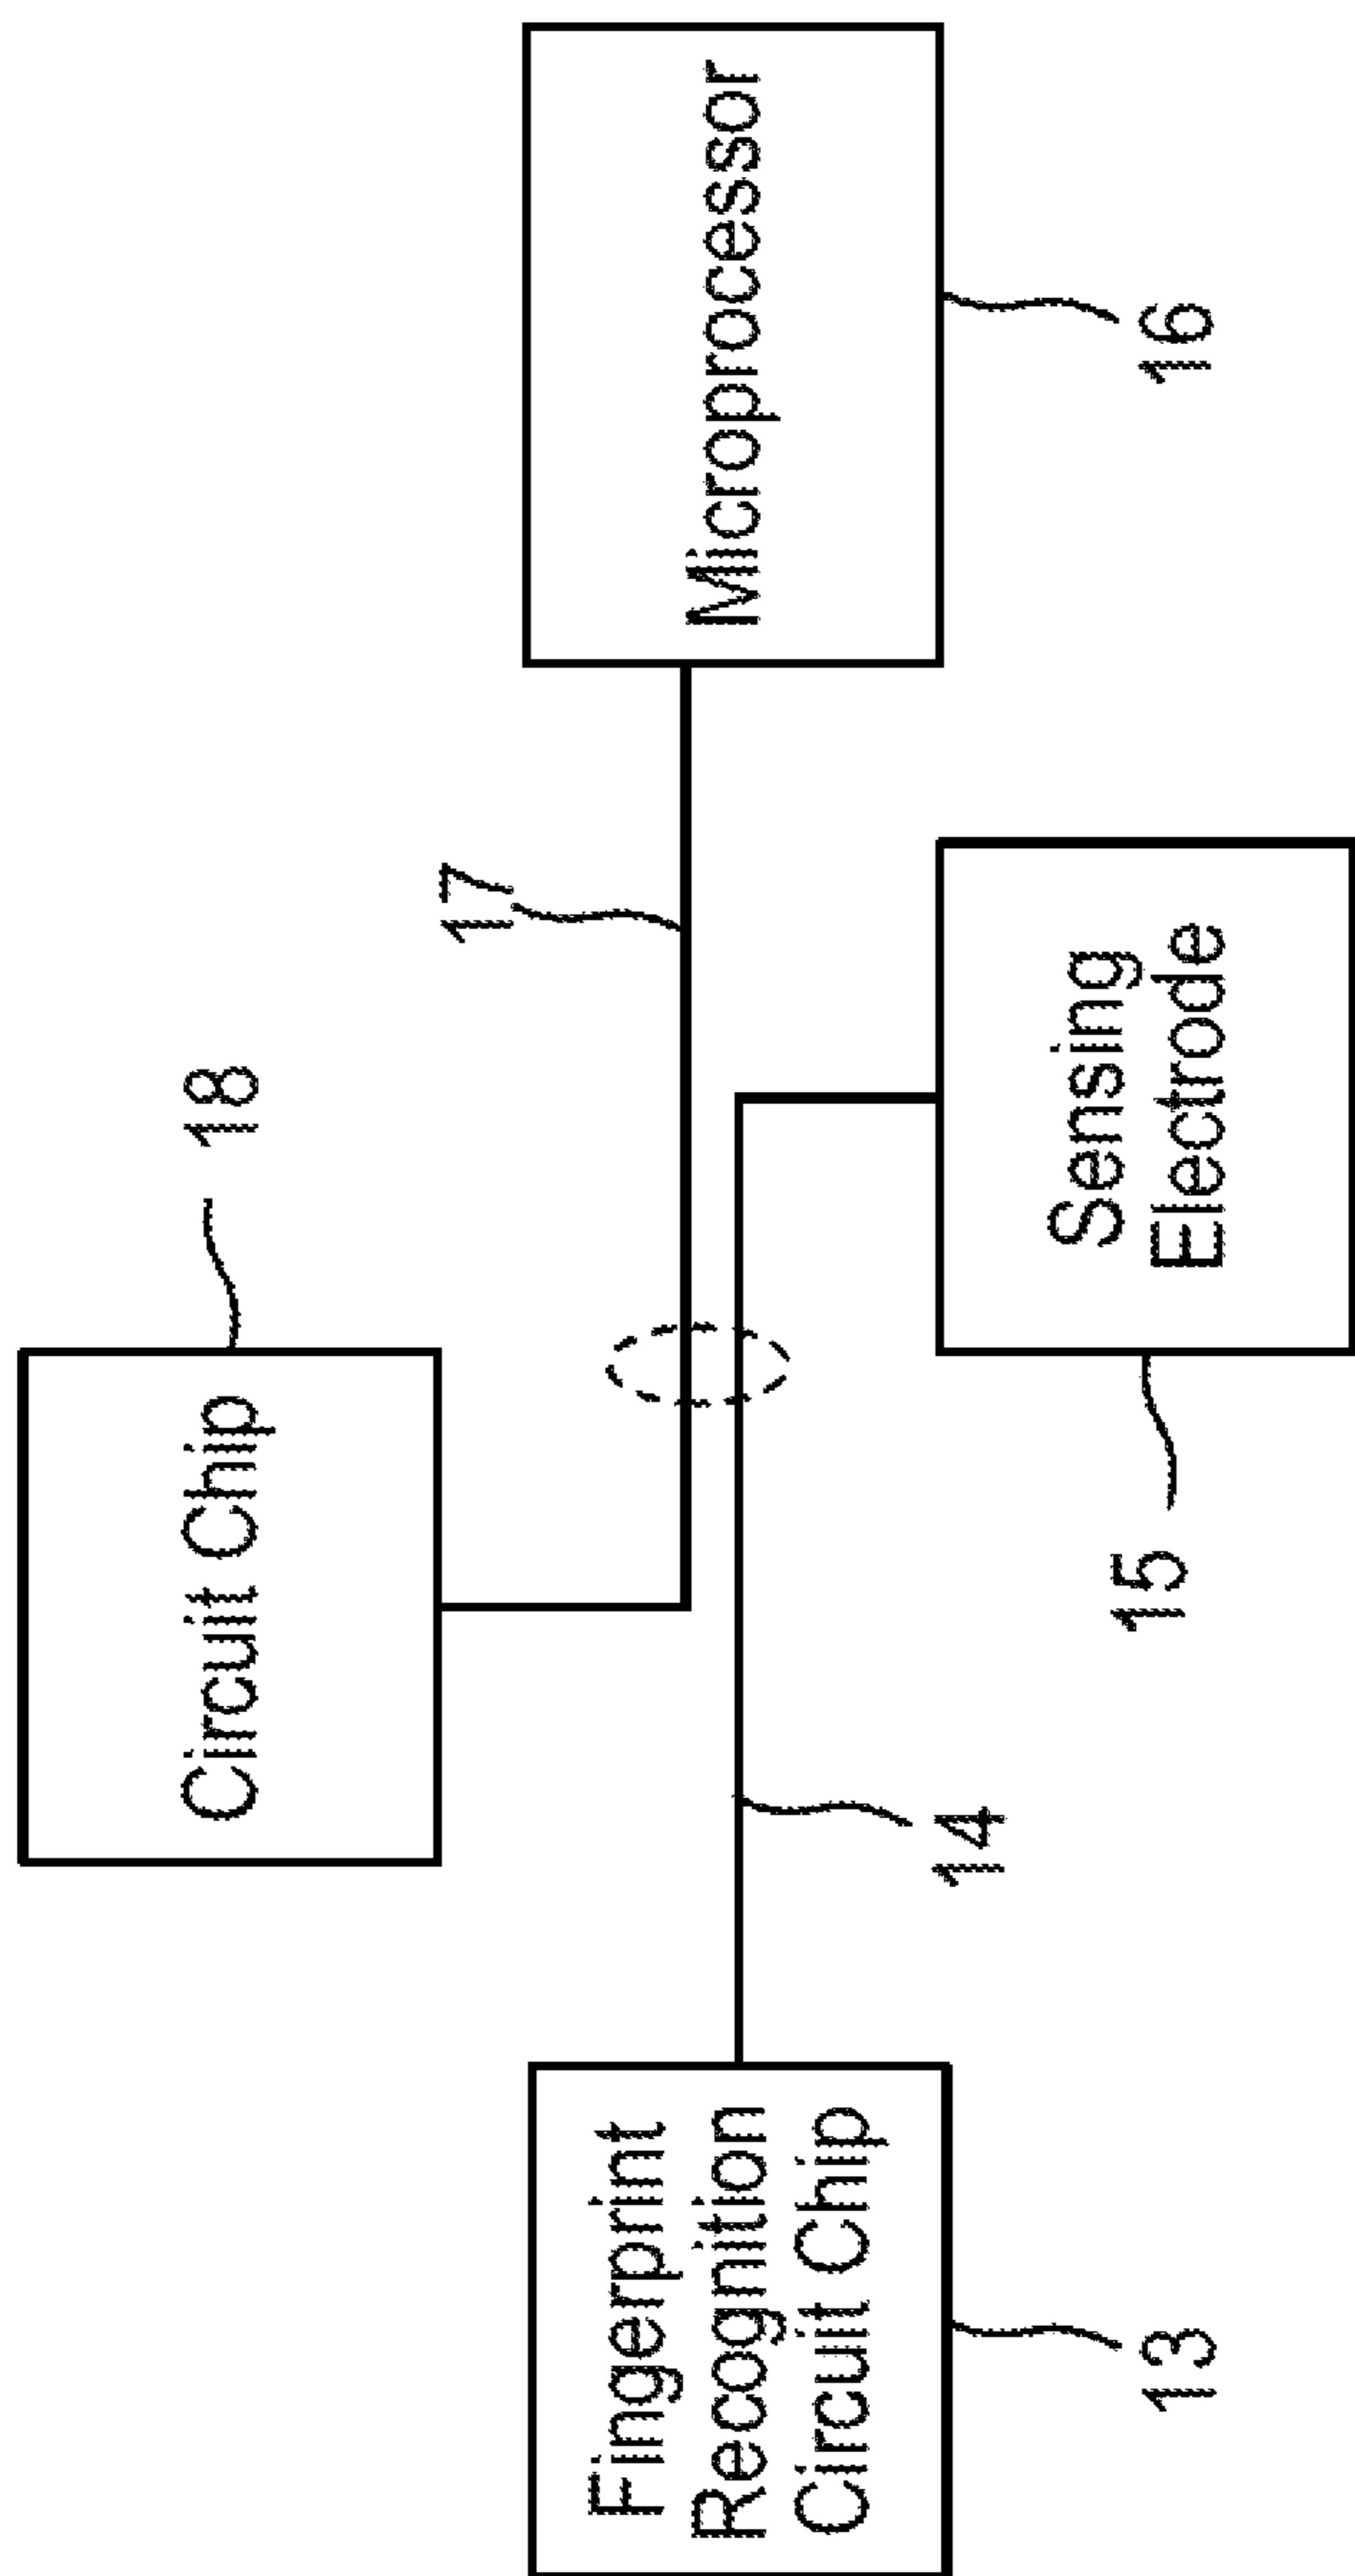 Circuit Chip
18
17
Microprocessor
16
Fingerprint
Recognition
Circuit Chip
13
14
Sensing
Electrode
15